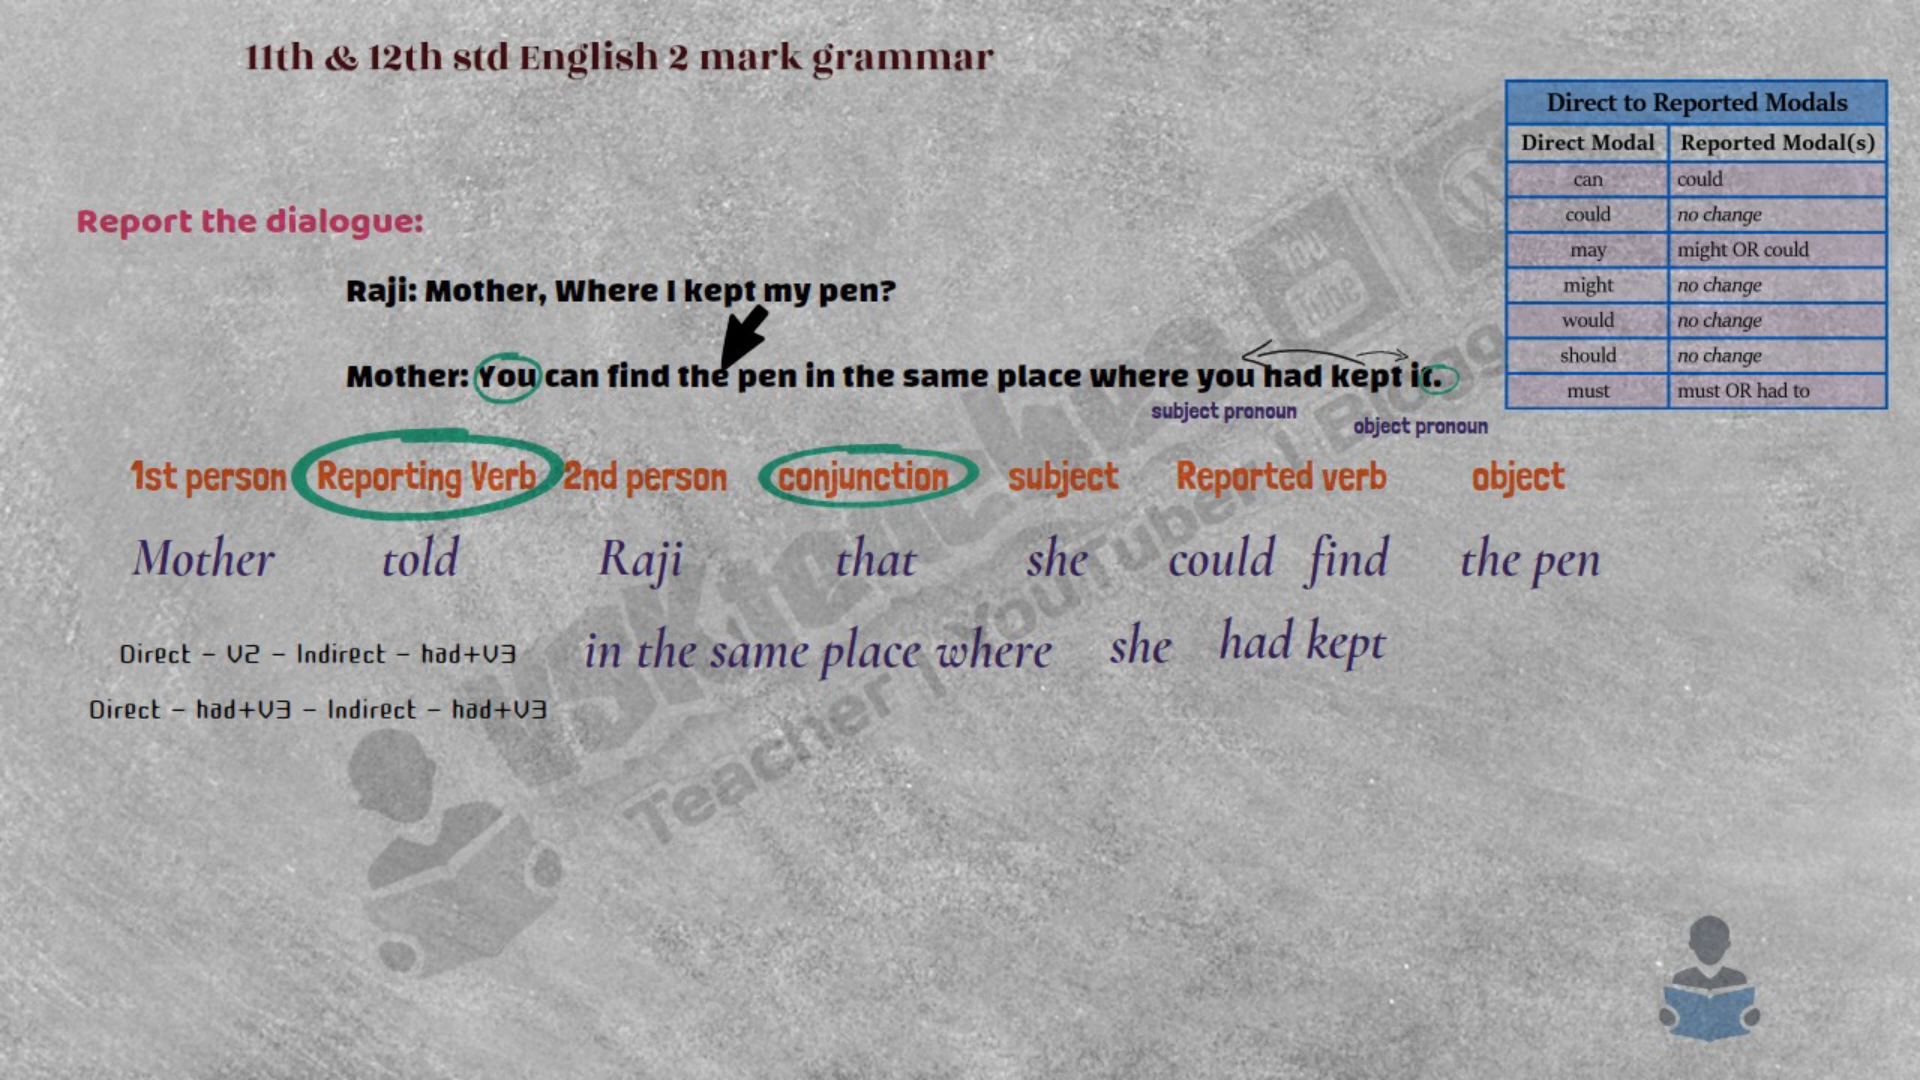 11th & 12th std English 2 mark grammar
Direct to Reported Modals
Direct Modal Reported Modal(s)
can could
could no change
may might OR could
might no change
would no change
should no change
must must OR had to
Report the dialogue:
Raji: Mother, Where I kept my pen?
Mother: You can find the pen in the same place where you had kept it.
subject pronoun
object pronoun
1st person Reporting Verb 2nd person conjunction subject Reported verb object
Mother told Raji that she could find the pen
in the same place where she had kept
Direct - V2 - Indirect - had+V3
Direct - had+V3 - Indirect - had+V3
Teacher | YouTuber | Blogg
You